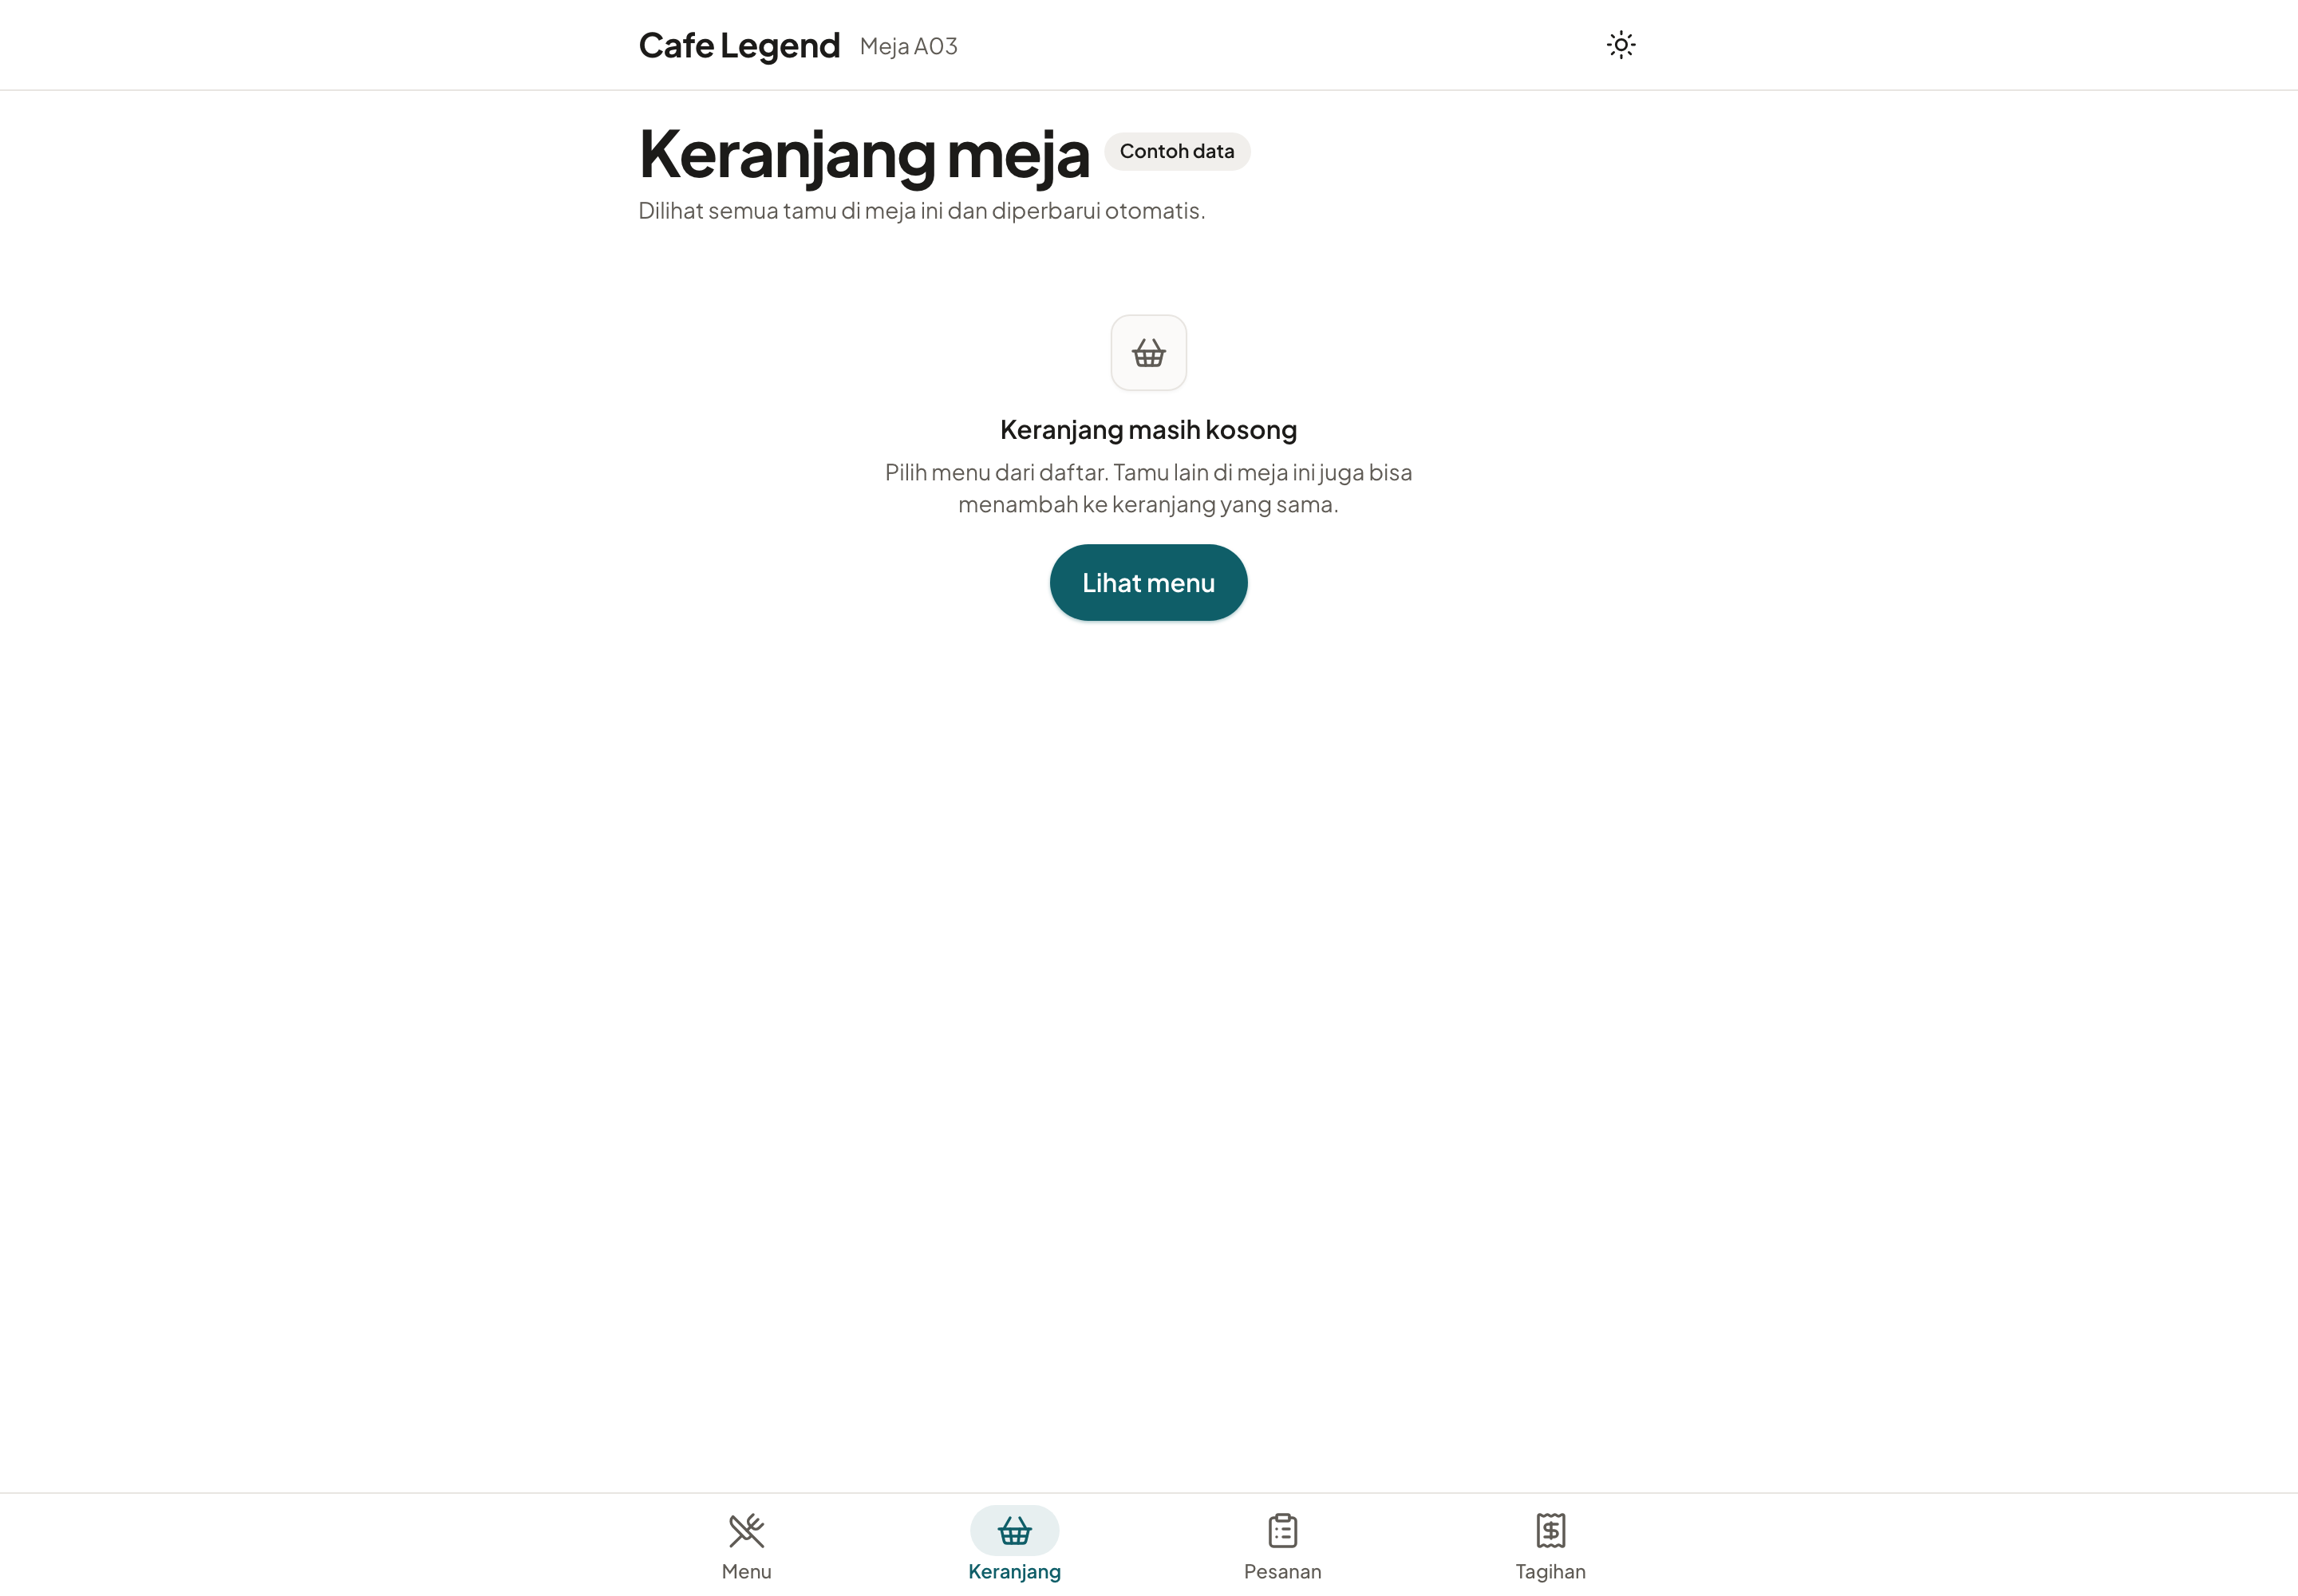 Cafe Legend Meja A03
Keranjang meja Contoh data
Dilihat semua tamu di meja ini dan diperbarui otomatis.
Keranjang masih kosong
Pilih menu dari daftar. Tamu lain di meja ini juga bisa
menambah ke keranjang yang sama.
Lihat menu
Menu Keranjang Pesanan Tagihan